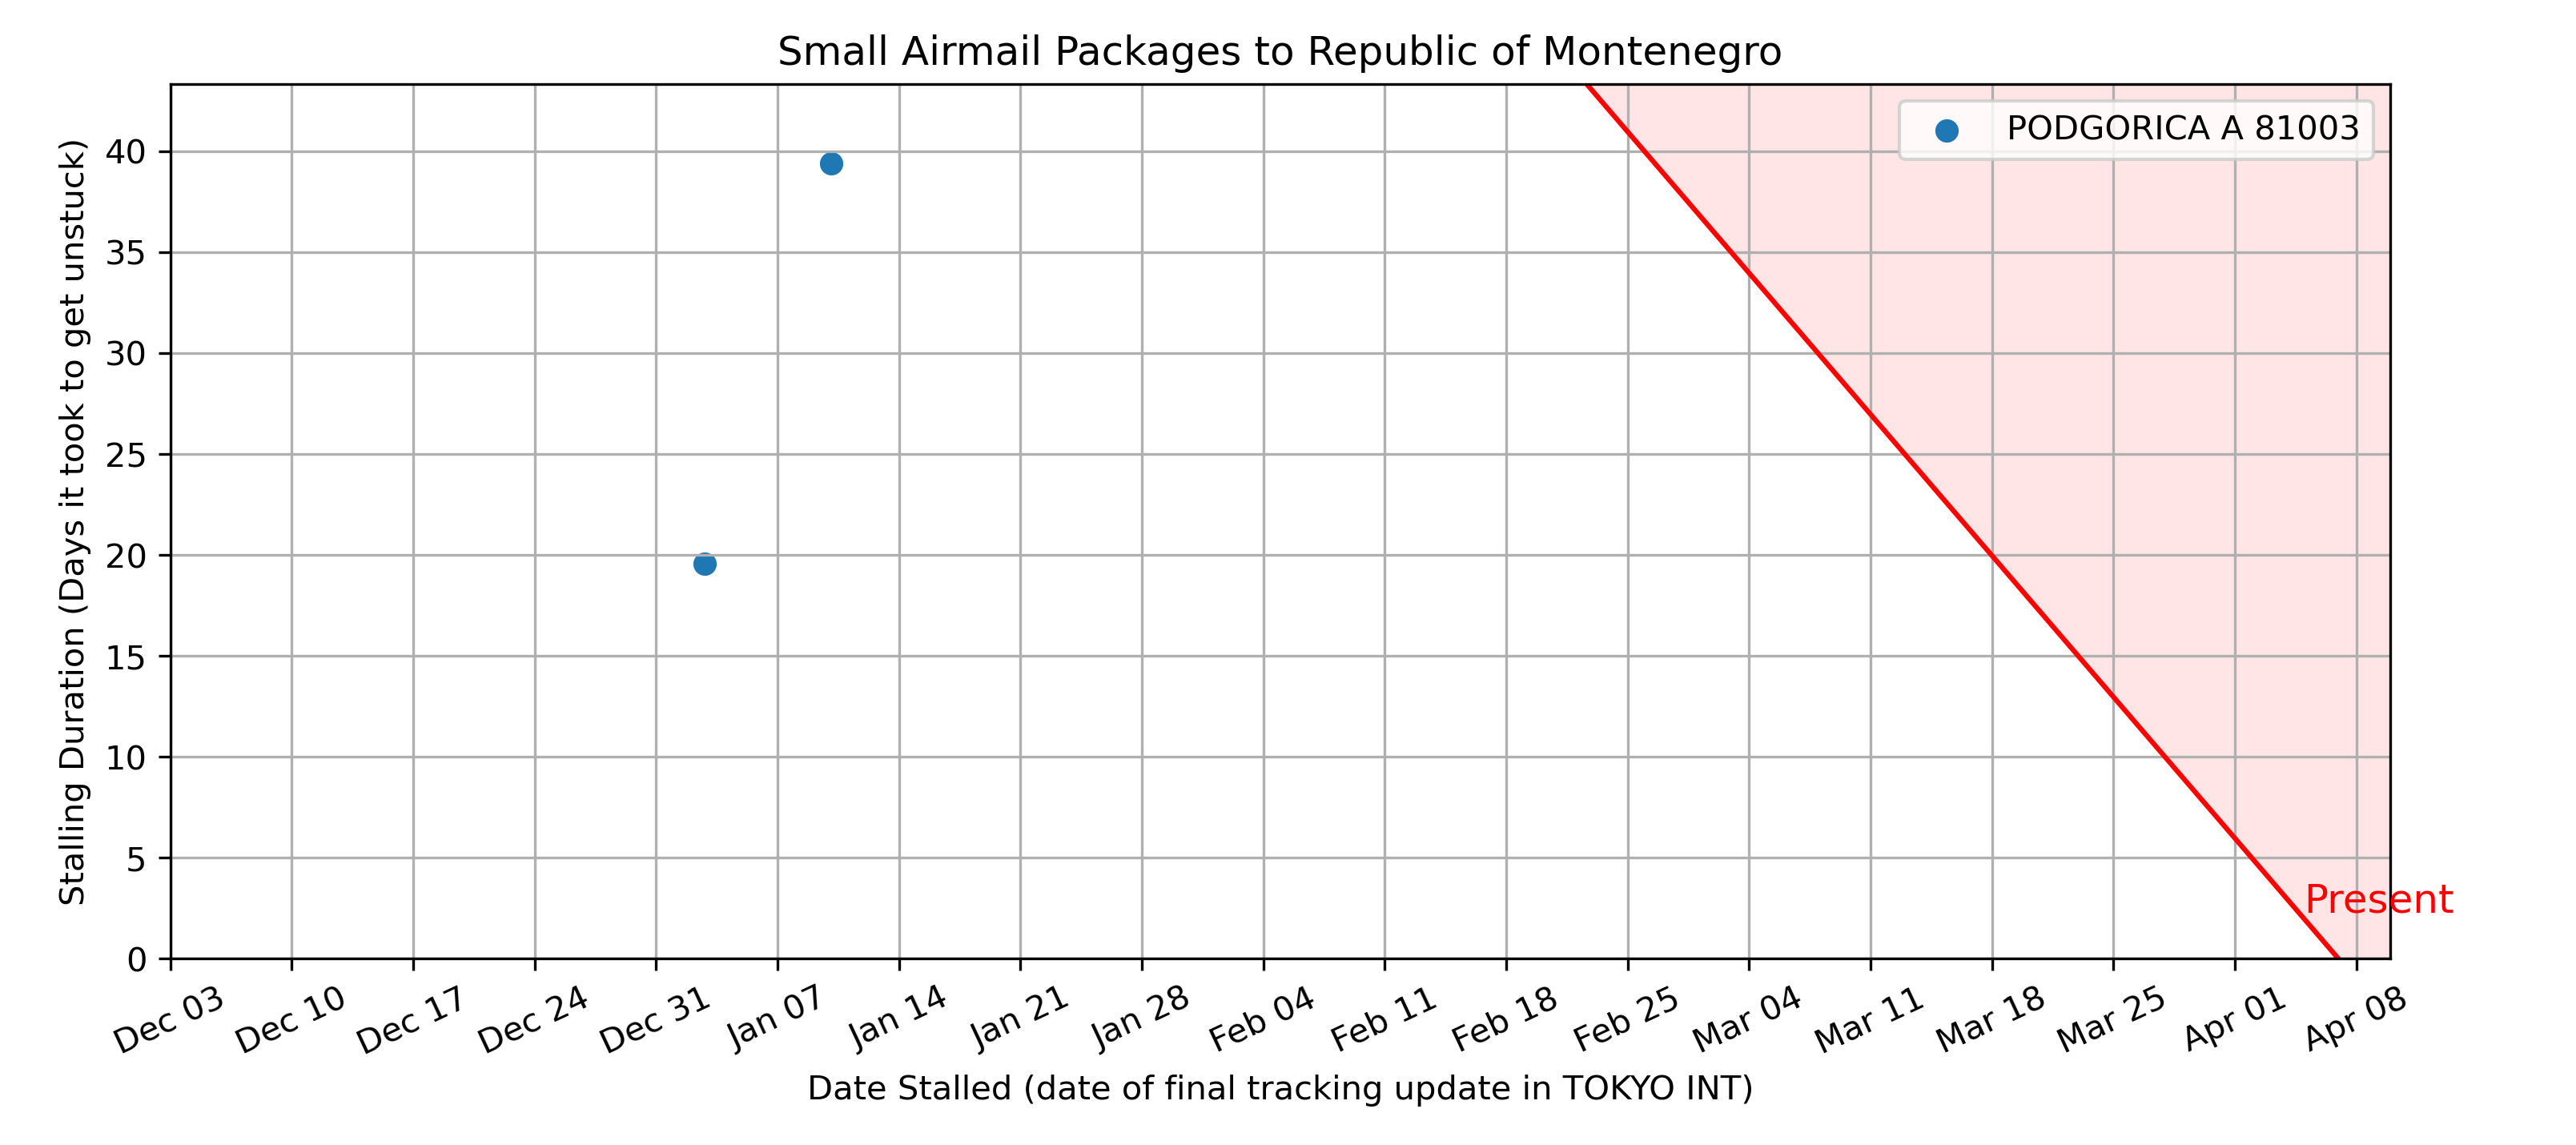 Small Airmail Packages to Republic of Montenegro
PODGORICA A 81003
Stalling Duration (Days it took to get unstuck)
40
35
30
25
20
15
10
5
0
Present
Dec 03
Dec 10
Dec 17
Dec 24
Dec 31
Jan 07
Jan 14
Jan 21
Jan 28
Feb 04
Feb 11
Feb 18
Feb 25
Mar 04
Mar 11
Mar 18
Mar 25
Apr 01
Apr 08
Date Stalled (date of final tracking update in TOKYO INT)